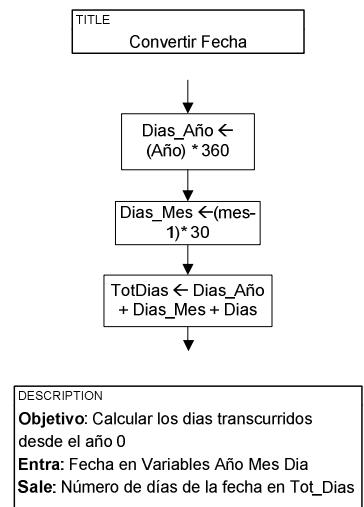 TITLE
Convertir Fecha
Dias_Año ←
(Año) * 360
Dias_Mes ←(mes-
1)* 30
TotDias ← Dias_Año
+ Dias_Mes + Dias
DESCRIPTION
Objetivo: Calcular los dias transcurridos
desde el año 0
Entra: Fecha en Variables Año Mes Dia
Sale: Número de días de la fecha en Tot_Dias